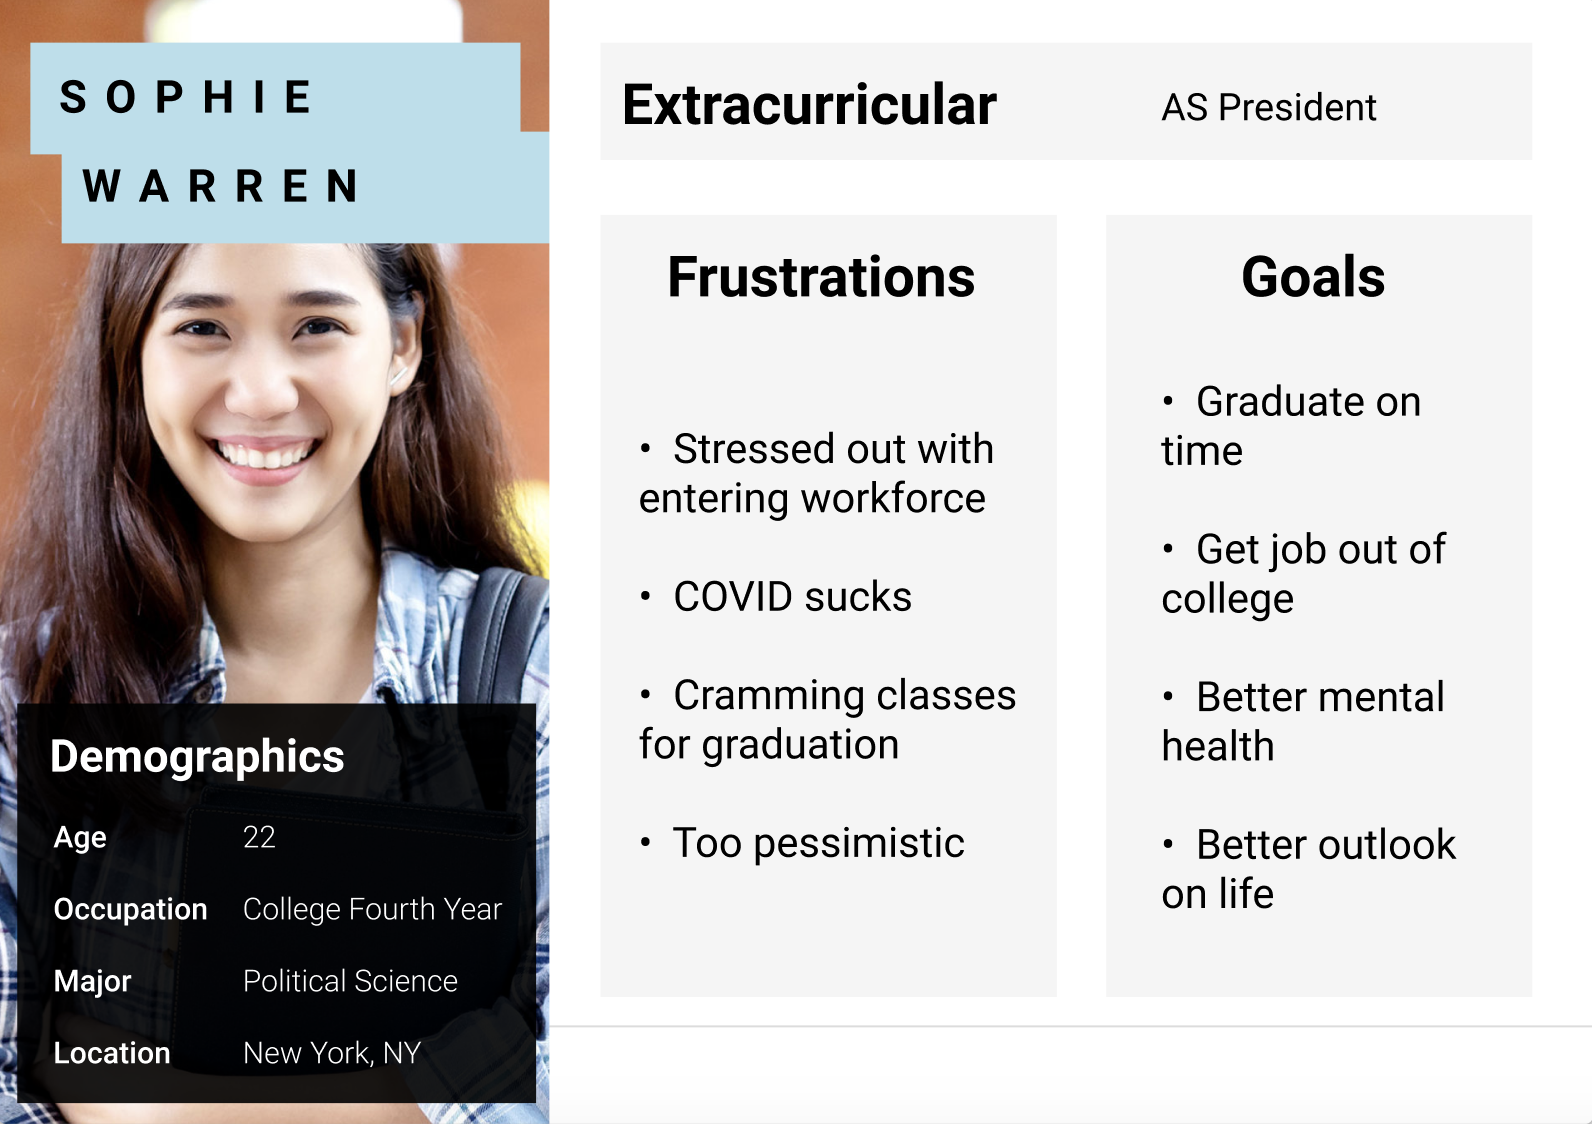 SOPHIE
WARREN
Demographics
Age 22
Occupation College Fourth Year
Major Political Science
Location New York, NY
Extracurricular AS President
Frustrations
• Stressed out with
entering workforce
• COVID sucks
• Cramming classes
for graduation
• Too pessimistic
Goals
• Graduate on
time
• Get job out of
college
• Better mental
health
• Better outlook
on life